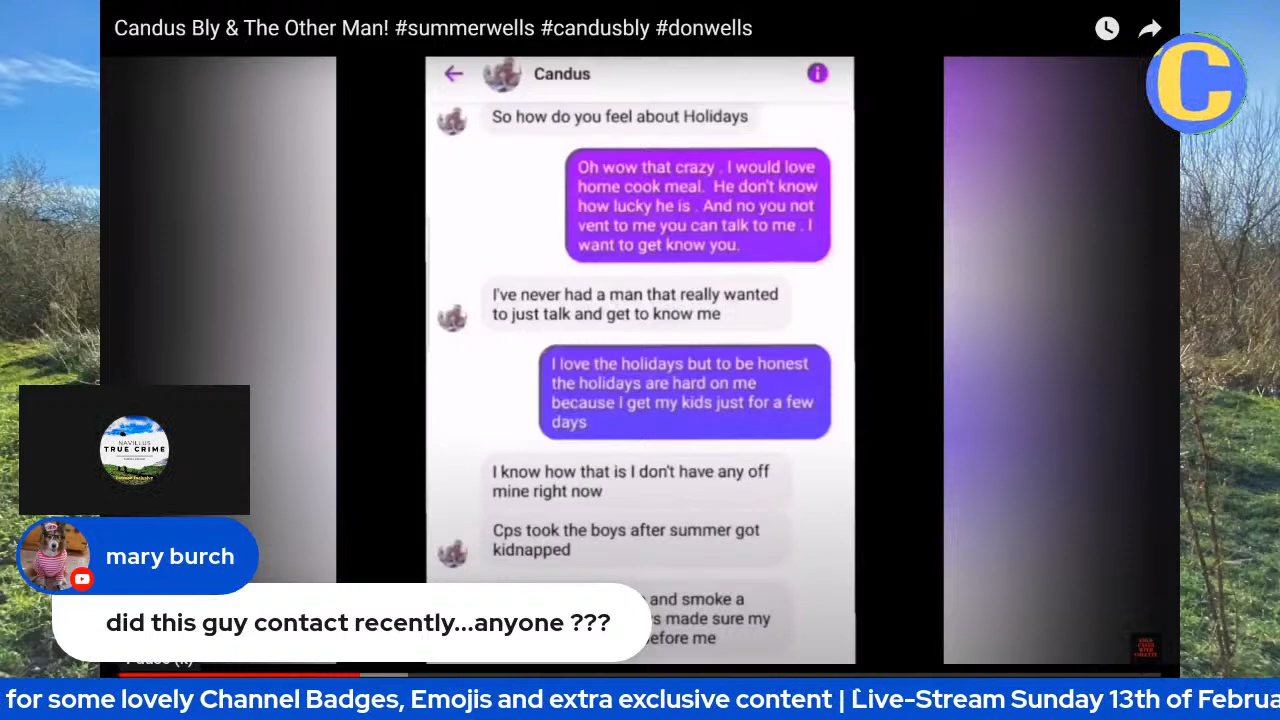 Candus Bly & The Other Man! #summerwells #candusbly #donwells
C
Candus
So how do you feel about Holidays
Oh wow that crazy . I would love
home cook meal. He don't know
how lucky he is . And no you not
vent to me you can talk to me . I
want to get know you.
I've never had a man that really wanted
to just talk and get to know me
I love the holidays but to be honest
the holidays are hard on me
because I get my kids just for a few
days
I know how that is I don't have any off
mine right now
Cps took the boys after summer got
kidnapped
and smoke a
made sure my
before me
NAVILLUS
TRUE CRIME
mary burch
did this guy contact recently...anyone ???
for some lovely Channel Badges, Emojis and extra exclusive content | Live-Stream Sunday 13th of Februa